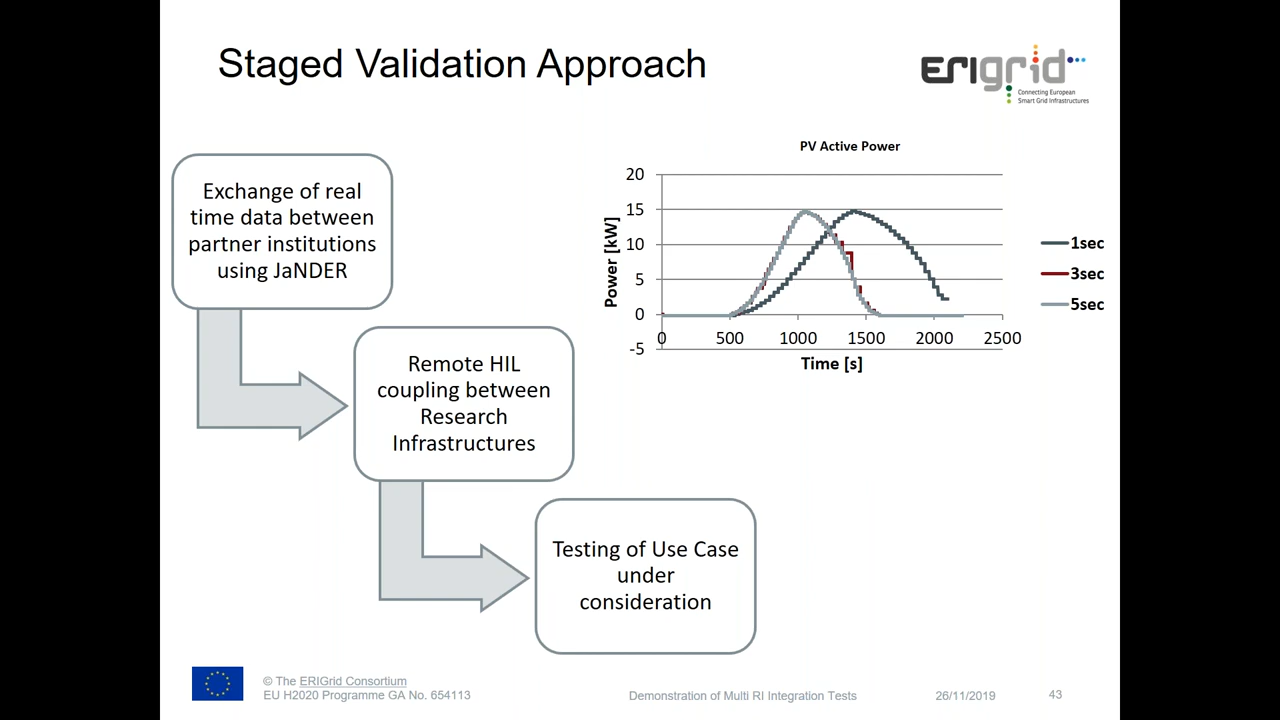 Staged Validation Approach
ERIgrid
Connecting European
Smart Grid Infrastructures
Exchange of real
time data between
partner institutions
using JaNDER
Remote HIL
coupling between
Research
Infrastructures
Testing of Use Case
under
consideration
PV Active Power
Power [kW]
20
15
10
5
0
-5
0 500 1000 1500 2000 2500
Time [s]
1sec
3sec
5sec
© The ERIGrid Consortium
EU H2020 Programme GA No. 654113
Demonstration of Multi RI Integration Tests
26/11/2019
43